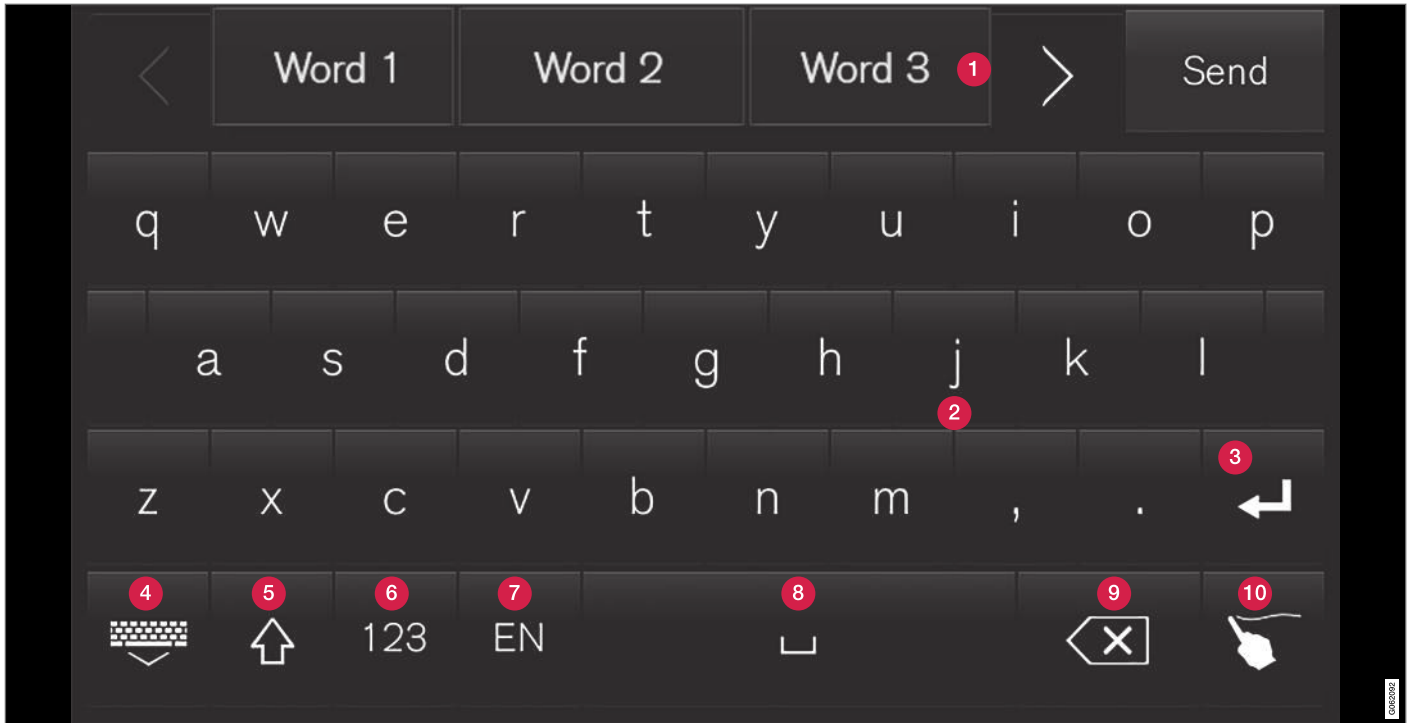 Word 1 Word 2 Word 3 1 Send
q w e r t y u i o p
a s d f g h j k l
2
3
z x c v b n m , .
4 5 6 7 8 9 10
123 EN
G062092